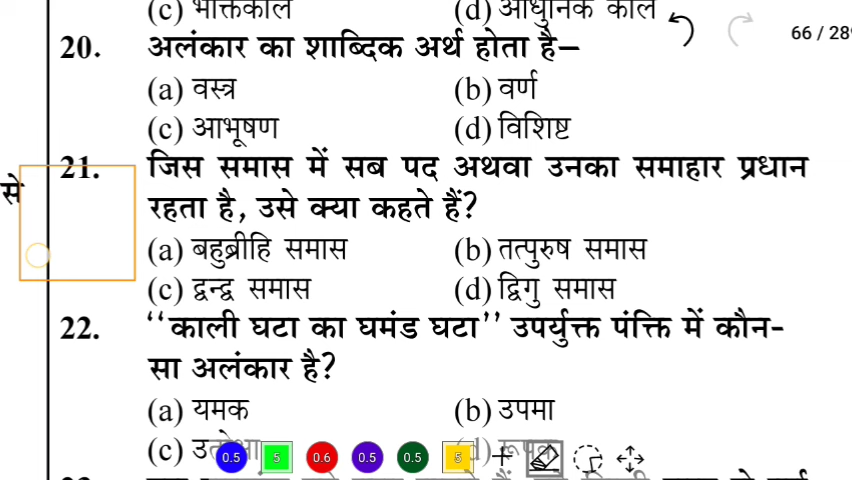 (c) भक्तिकाल (d) आधुनिक काल
66 / 289
20. अलंकार का शाब्दिक अर्थ होता है–
(a) वस्त्र (b) वर्ण
(c) आभूषण (d) विशिष्ट
21. जिस समास में सब पद अथवा उनका समाहार प्रधान
से
रहता है, उसे क्या कहते हैं?
(a) बहुब्रीहि समास (b) तत्पुरुष समास
(c) द्वन्द्व समास (d) द्विगु समास
22. ‘‘काली घटा का घमंड घटा’’ उपर्युक्त पंक्ति में कौन-
सा अलंकार है?
(a) यमक (b) उपमा
(c) (d) रूपक
0.5 5 0.6 0.5 0.5 5